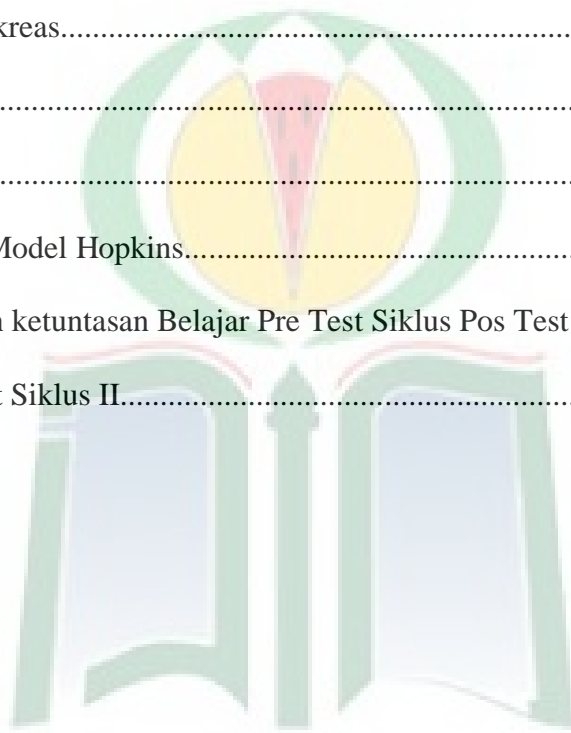 kreas..........................................................................
..........................................................................
..........................................................................
Model Hopkins..........................................................
ketuntasan Belajar Pre Test Siklus Pos Test
Siklus II......................................................................